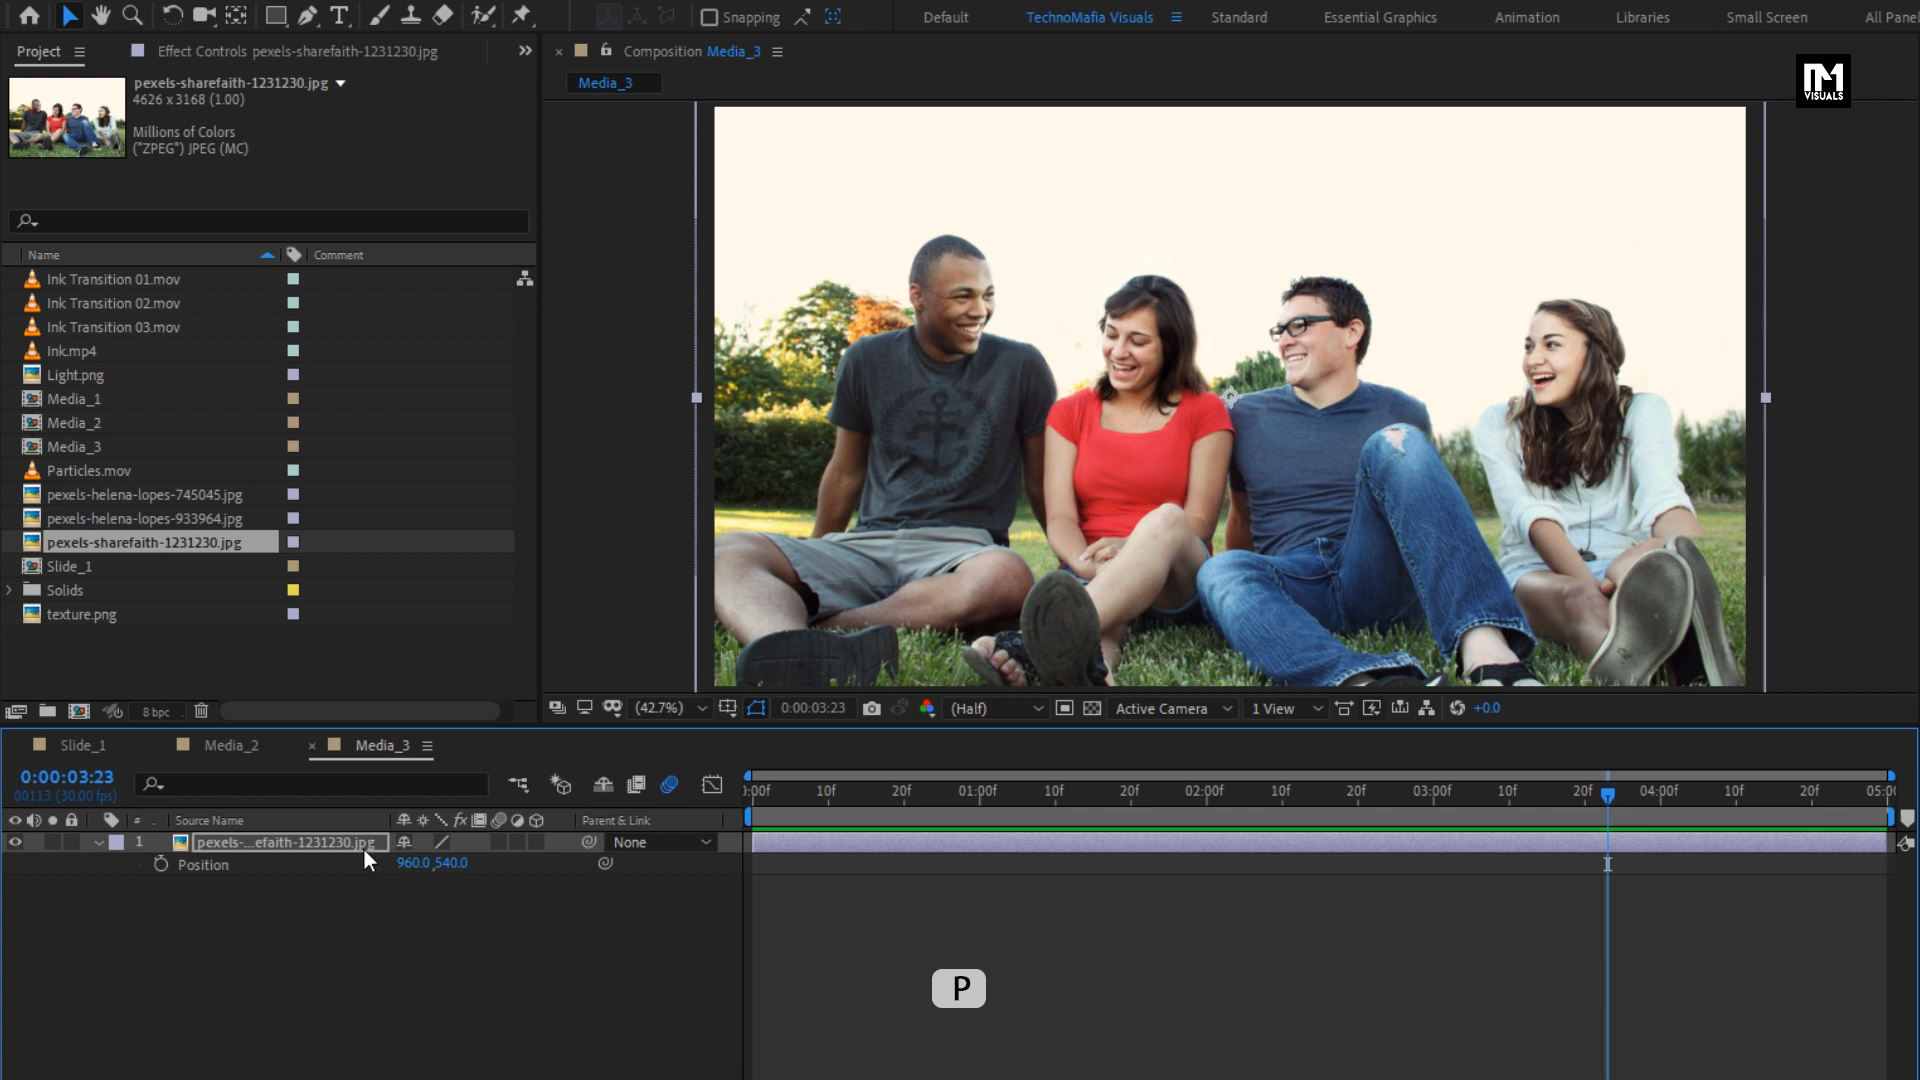 Snapping
Default
TechnoMafia Visuals
Standard
Essential Graphics
Animation
Libraries
Small Screen
All Pane
Project
Effect Controls pexels-sharefaith-1231230.jpg
Composition Media_3
Media_3
VISUALS
pexels-sharefaith-1231230.jpg
4626 x 3168 (1.00)
Millions of Colors
("ZPEG") JPEG (MC)
Name
Comment
Ink Transition 01.mov
Ink Transition 02.mov
Ink Transition 03.mov
Ink.mp4
Light.png
Media_1
Media_2
Media_3
Particles.mov
pexels-helena-lopes-745045.jpg
pexels-helena-lopes-933964.jpg
pexels-sharefaith-1231230.jpg
Slide_1
Solids
texture.png
8 bpc
(42.7%)
0:00:03:23
(Half)
Active Camera
1 View
+0.0
Slide_1
Media_2
Media_3
0:00:03:23
00113 (30.00 fps)
):00f 10f 20f 01:00f 10f 20f 02:00f 10f 20f 03:00f 10f 20f 04:00f 10f 20f 05:00
# Source Name
fx
Parent & Link
1 pexels-...efaith-1231230.jpg
None
Position
960.0,540.0
P